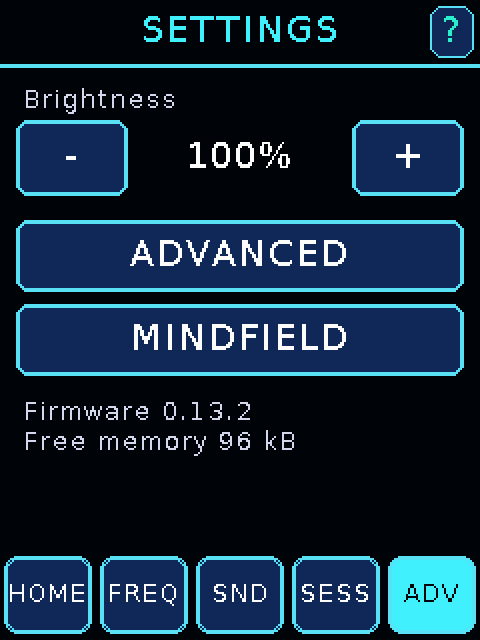 SETTINGS ?
Brightness
- 100% +
ADVANCED
MINDFIELD
Firmware 0.13.2
Free memory 96 kB
HOME FREQ SND SESS ADV